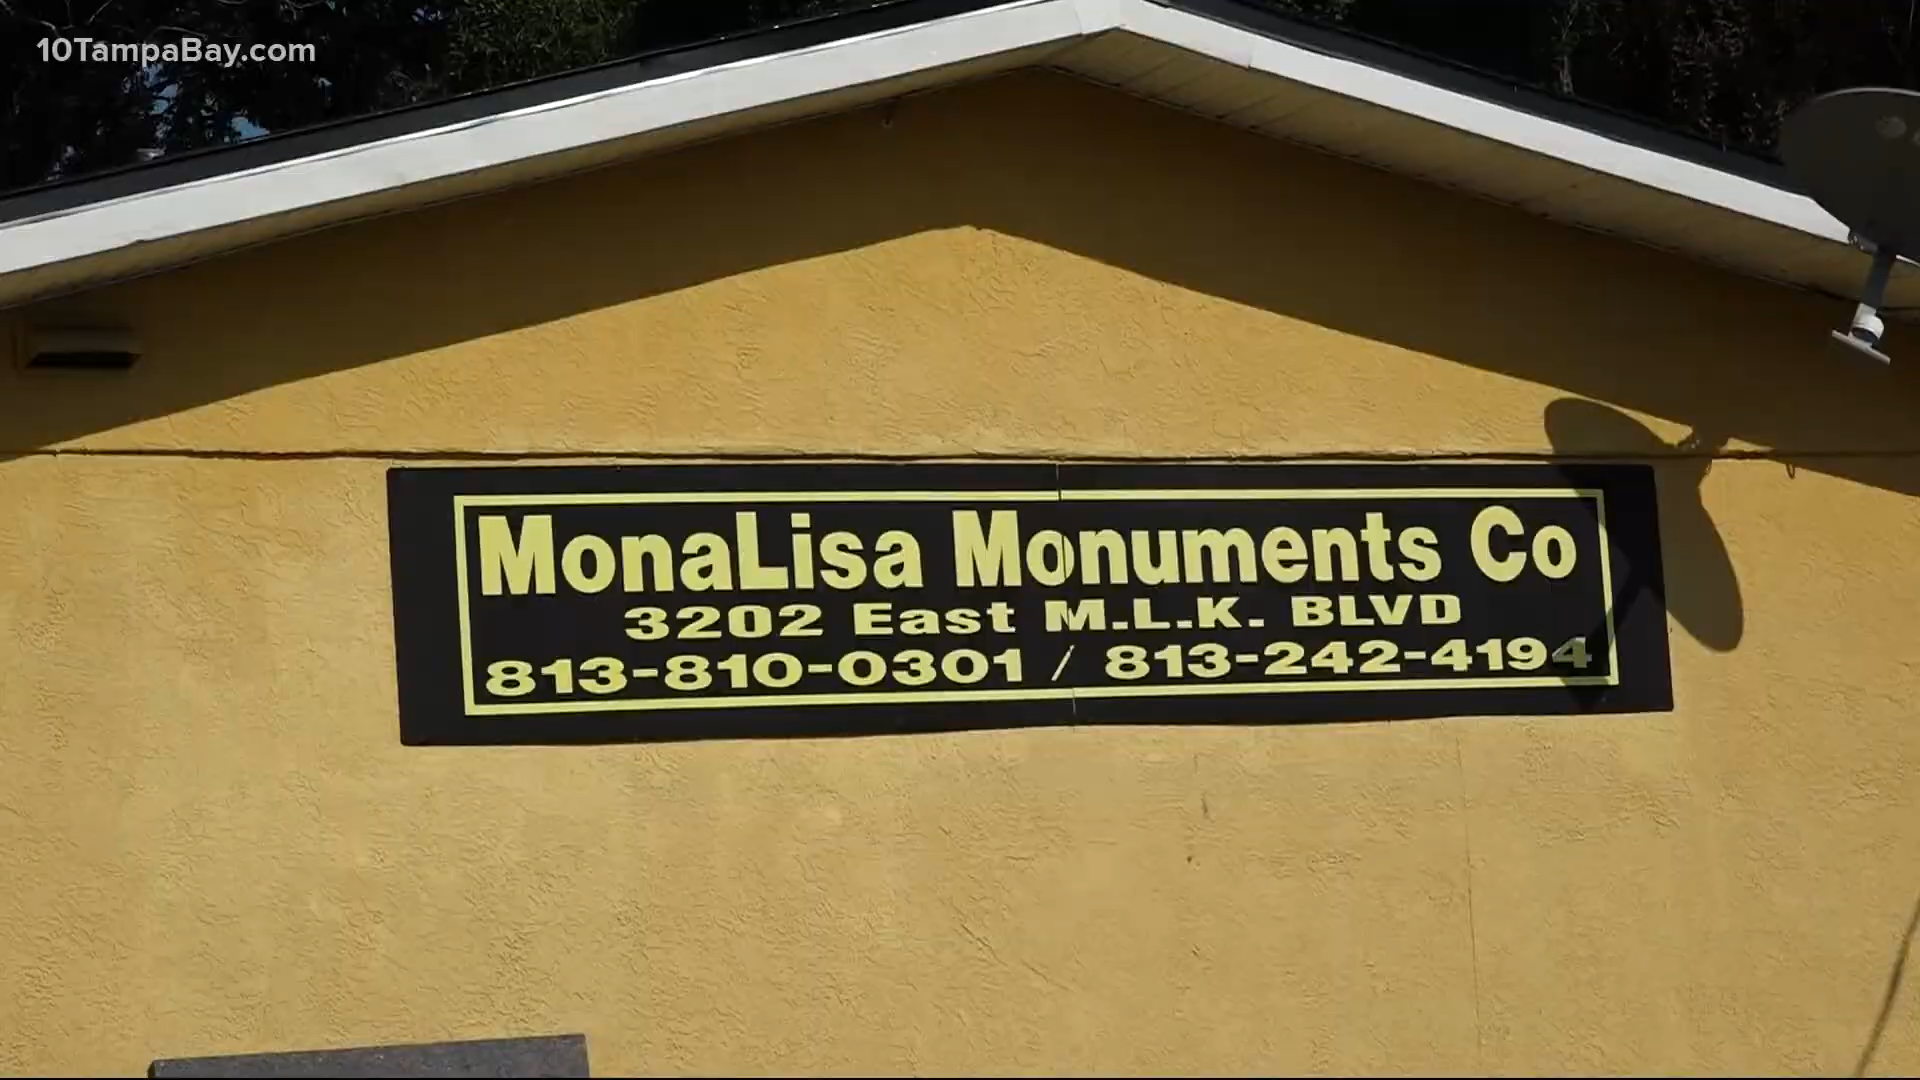 10TampaBay.com
MonaLisa Monuments Co
3202 East M.L.K. BLVD
813-810-0301 / 813-242-4194